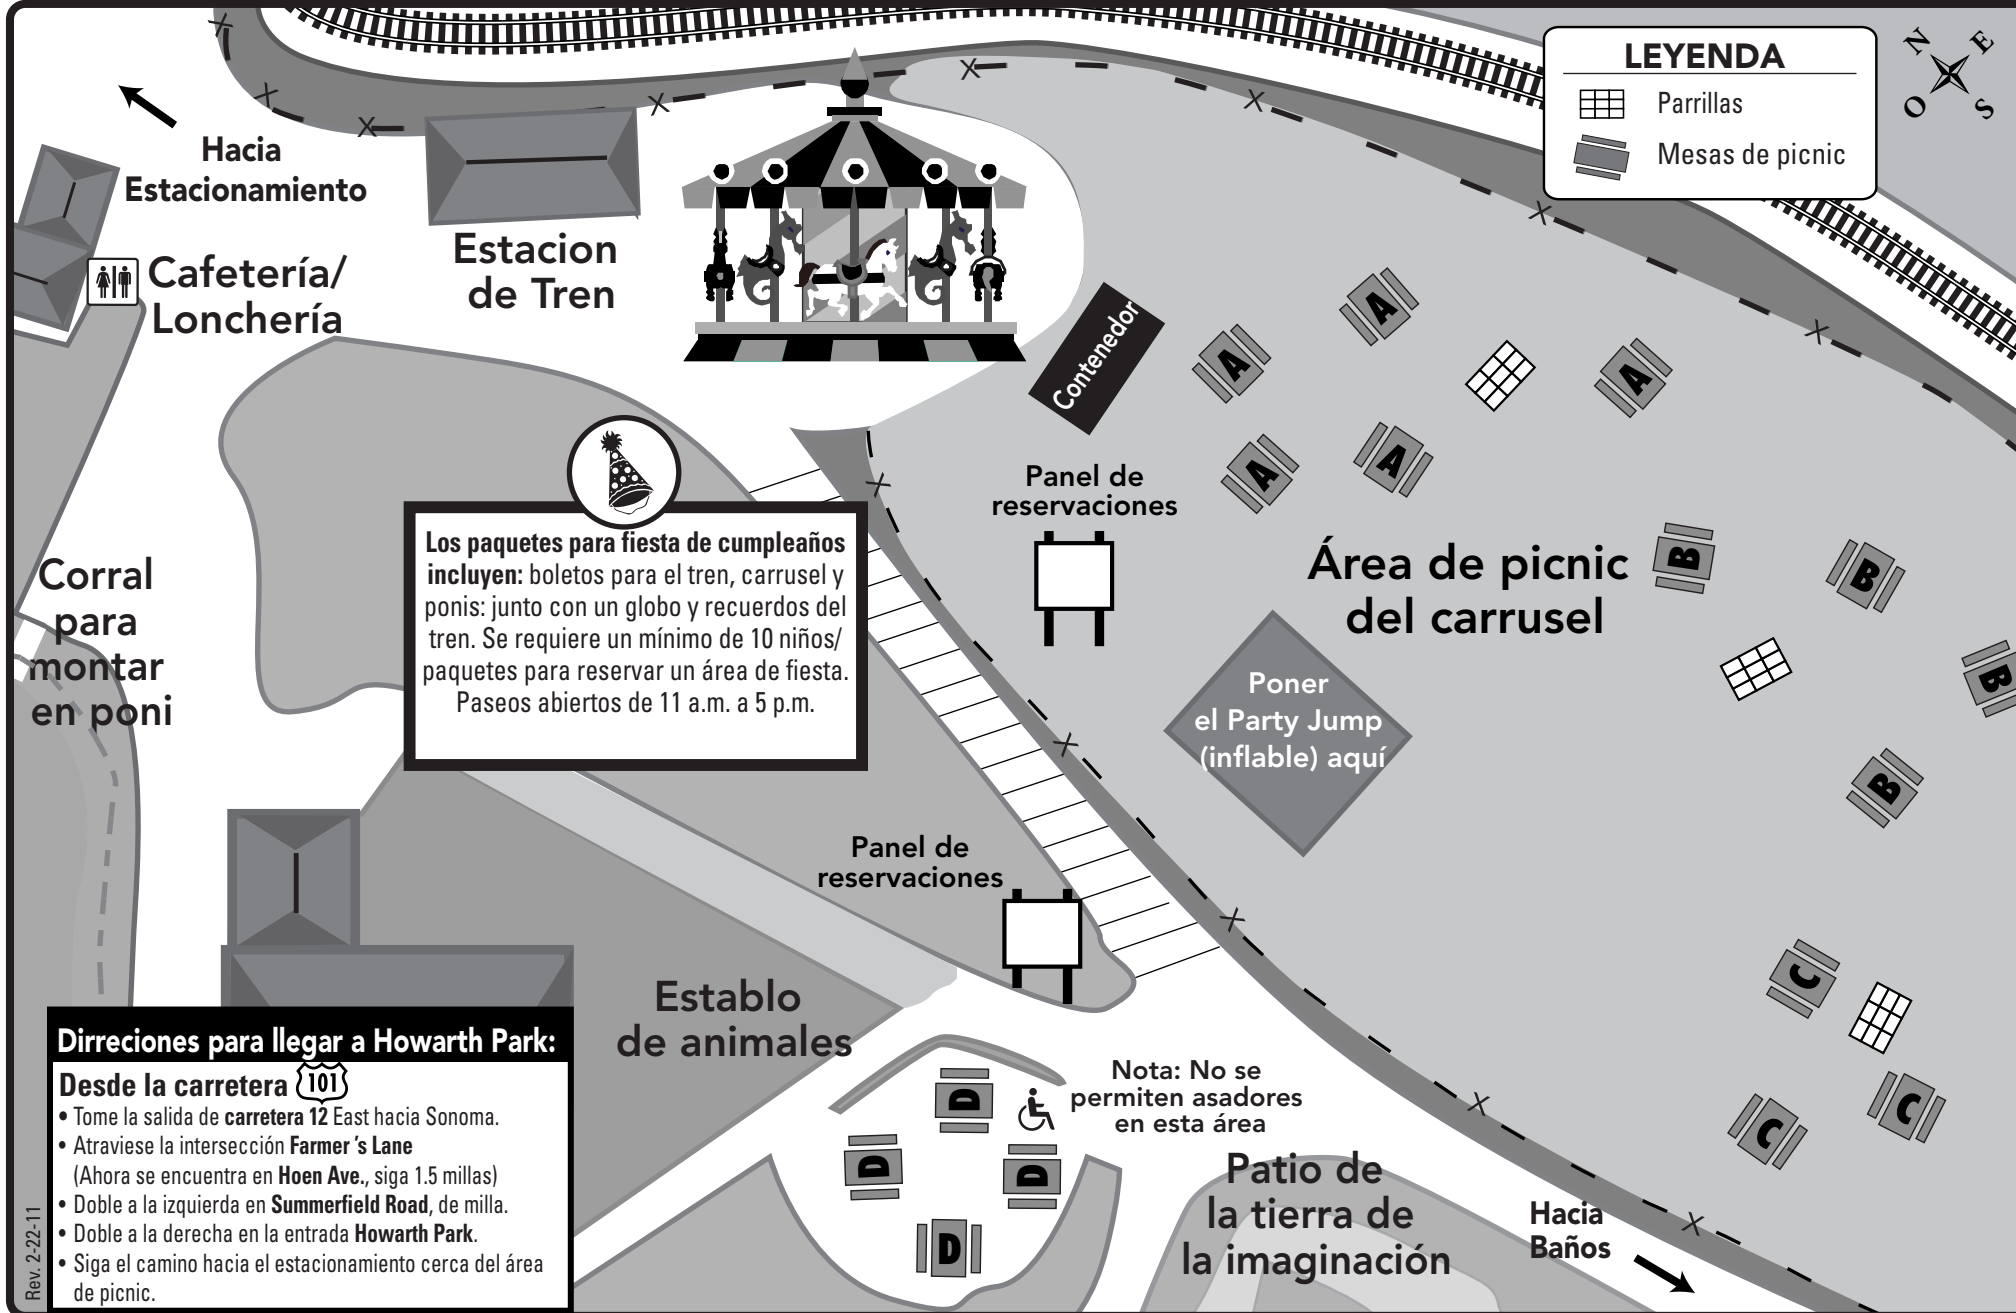 LEYENDA
Parrillas
Mesas de picnic
N
E
O
S
Hacia
Estacionamiento
Cafetería/
Lonchería
Estacion
de Tren
Contenedor
A
A
A
A
A
Panel de
reservaciones
Área de picnic
del carrusel
B
B
B
B
Los paquetes para fiesta de cumpleaños
incluyen: boletos para el tren, carrusel y
ponis: junto con un globo y recuerdos del
tren. Se requiere un mínimo de 10 niños/
paquetes para reservar un área de fiesta.
Paseos abiertos de 11 a.m. a 5 p.m.
Corral
para
montar
en poni
Poner
el Party Jump
(inflable) aquí
Panel de
reservaciones
Establo
de animales
C
C
C
Nota: No se
permiten asadores
en esta área
D
D
D
D
Patio de
la tierra de
la imaginación
Hacia
Baños
Dirreciones para llegar a Howarth Park:
Desde la carretera 101
• Tome la salida de carretera 12 East hacia Sonoma.
• Atraviese la intersección Farmer 's Lane
(Ahora se encuentra en Hoen Ave., siga 1.5 millas)
• Doble a la izquierda en Summerfield Road, de milla.
• Doble a la derecha en la entrada Howarth Park.
• Siga el camino hacia el estacionamiento cerca del área
de picnic.
Rev. 2-22-11